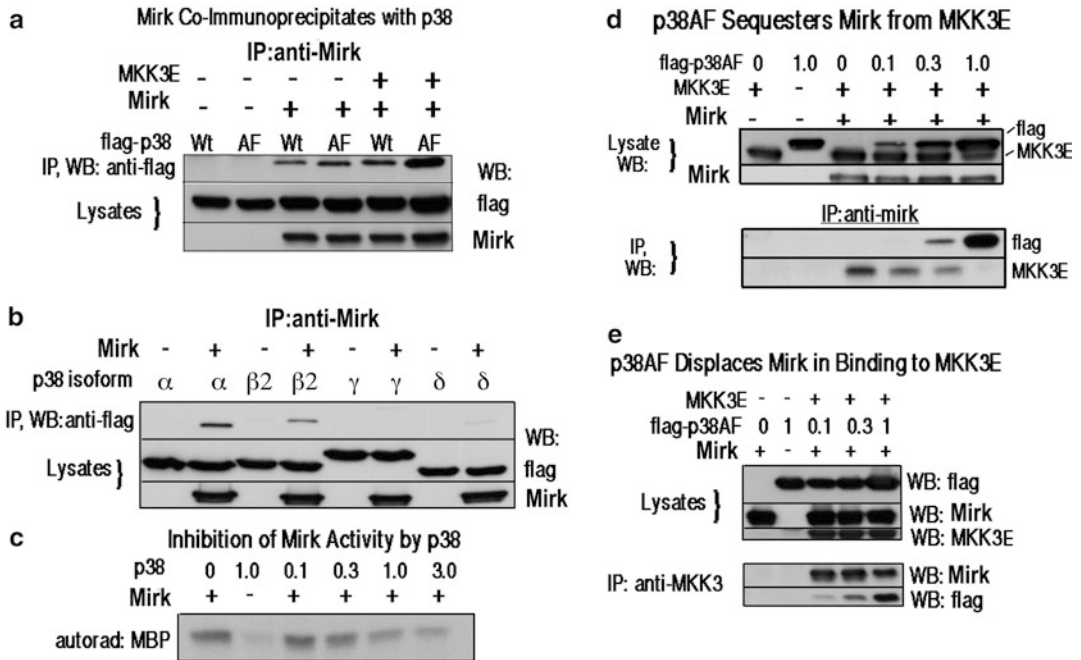 a
Mirk Co-Immunoprecipitates with p38
IP:anti-Mirk
MKK3E - - - - + +
Mirk - - + + + +
flag-p38 Wt AF Wt AF Wt AF
IP, WB: anti-flag WB:
Lysates } flag
Mirk
b
IP:anti-Mirk
Mirk - + - + - + - +
p38 isoform α α β2 β2 γ γ δ δ
IP, WB:anti-flag WB:
Lysates } flag
Mirk
c
Inhibition of Mirk Activity by p38
p38 0 1.0 0.1 0.3 1.0 3.0
Mirk + - + + + +
autorad: MBP
d
p38AF Sequesters Mirk from MKK3E
flag-p38AF 0 1.0 0 0.1 0.3 1.0
MKK3E + - + + + +
Mirk - - + + + +
flag
Lysate WB: } MKK3E
Mirk
IP:anti-mirk
IP, WB: } flag
MKK3E
e
p38AF Displaces Mirk in Binding to MKK3E
MKK3E - - + + +
flag-p38AF 0 1 0.1 0.3 1
Mirk + - + + +
Lysates } WB: flag
WB: Mirk
WB: MKK3E
IP: anti-MKK3 WB: Mirk
WB: flag